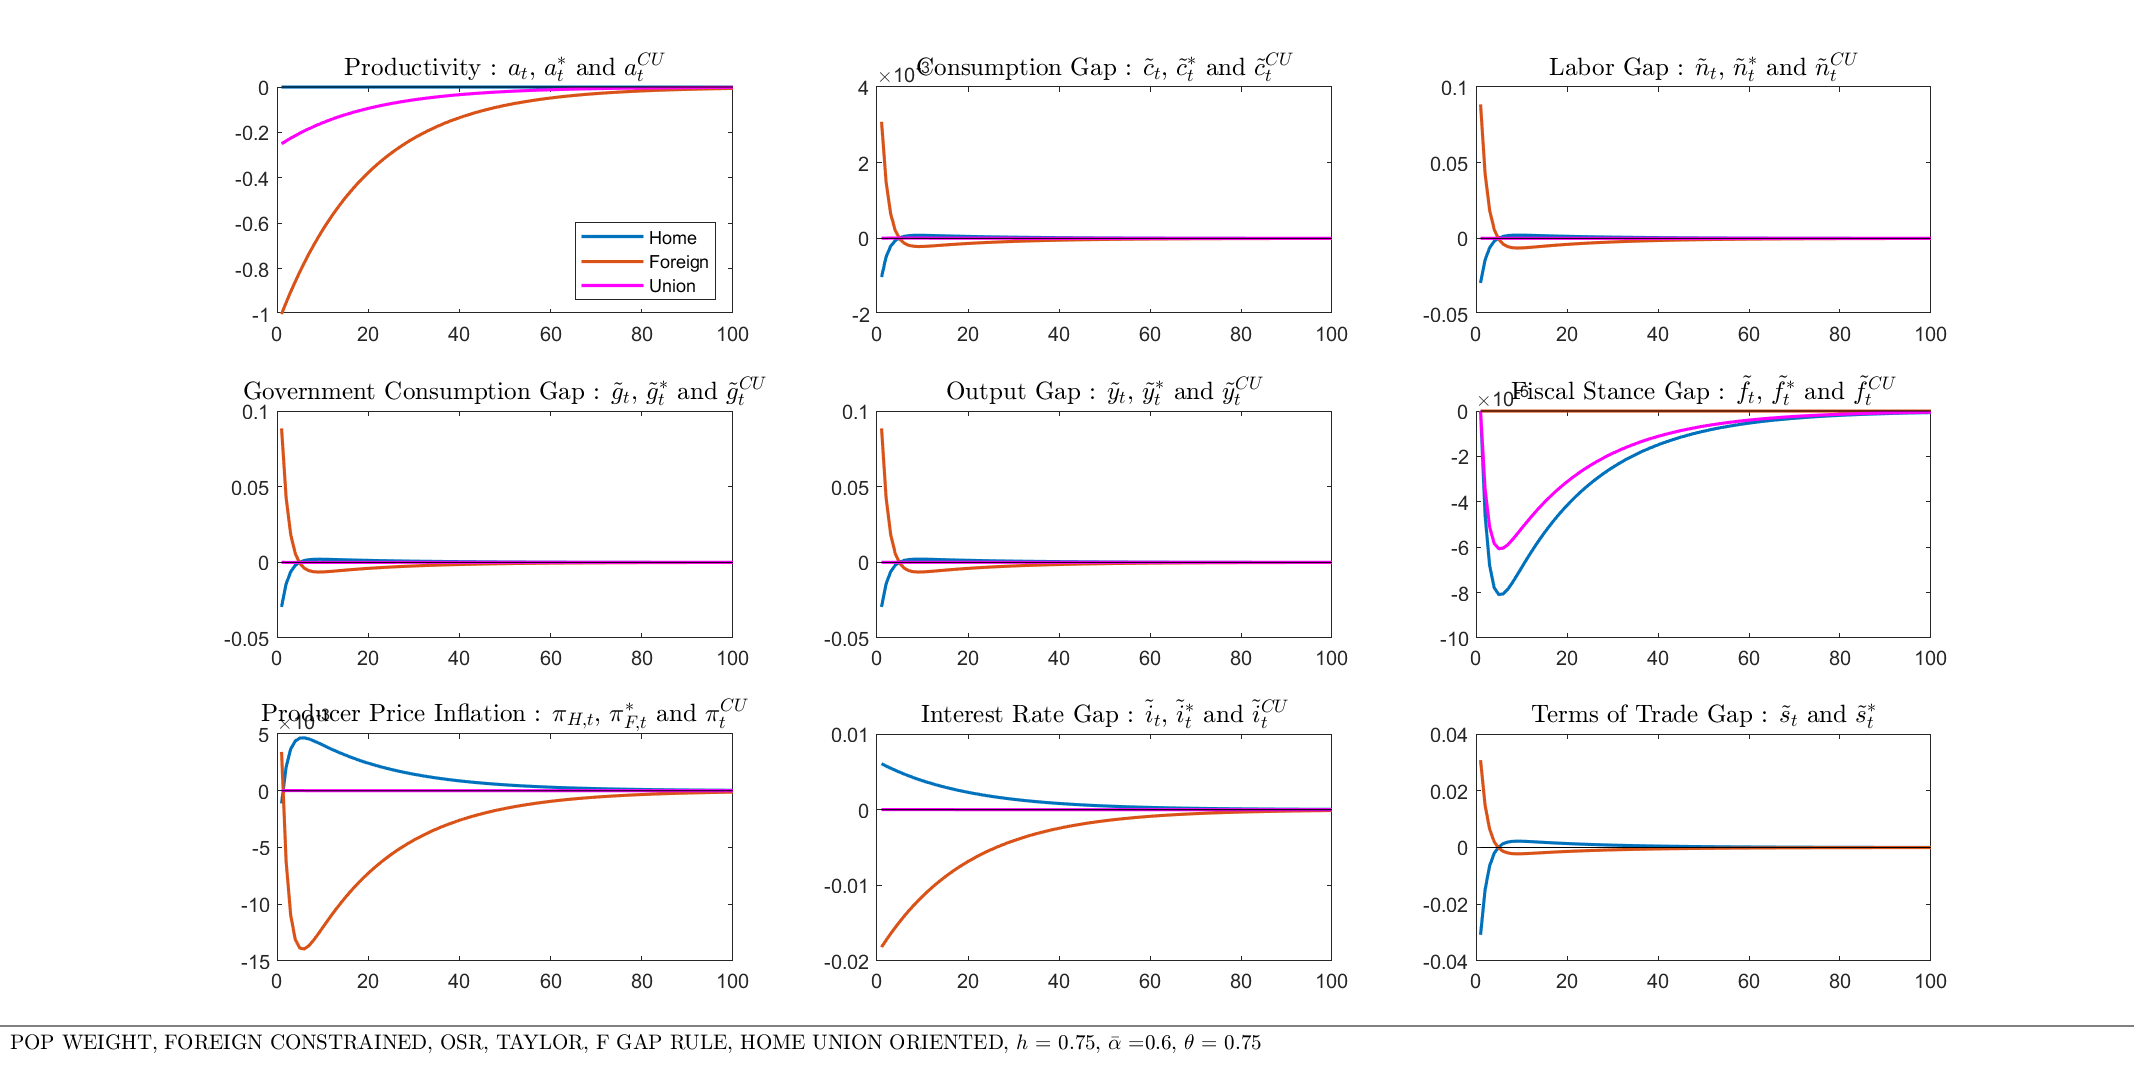 Productivity : a_t, a_t^* and a_t^{CU}
0
-0.2
-0.4
-0.6
-0.8
-1
0 20 40 60 80 100
Home
Foreign
Union
Consumption Gap : c̃_t, c̃_t^* and c̃_t^{CU}
×10^{-3}
4
2
0
-2
0 20 40 60 80 100
Labor Gap : ñ_t, ñ_t^* and ñ_t^{CU}
0.1
0.05
0
-0.05
0 20 40 60 80 100
Government Consumption Gap : g̃_t, g̃_t^* and g̃_t^{CU}
0.1
0.05
0
-0.05
0 20 40 60 80 100
Output Gap : ỹ_t, ỹ_t^* and ỹ_t^{CU}
0.1
0.05
0
-0.05
0 20 40 60 80 100
Fiscal Stance Gap : f̃_t, f̃_t^* and f̃_t^{CU}
0
-2
-4
-6
-8
-10
0 20 40 60 80 100
Producer Price Inflation : π_{H,t}, π_{F,t}^* and π_t^{CU}
×10^{-3}
5
0
-5
-10
-15
0 20 40 60 80 100
Interest Rate Gap : ĩ_t, ĩ_t^* and ĩ_t^{CU}
0.01
0
-0.01
-0.02
0 20 40 60 80 100
Terms of Trade Gap : s̃_t and s̃_t^*
0.04
0.02
0
-0.02
-0.04
0 20 40 60 80 100
POP WEIGHT, FOREIGN CONSTRAINED, OSR, TAYLOR, F GAP RULE, HOME UNION ORIENTED, h = 0.75, ᾱ =0.6, θ = 0.75